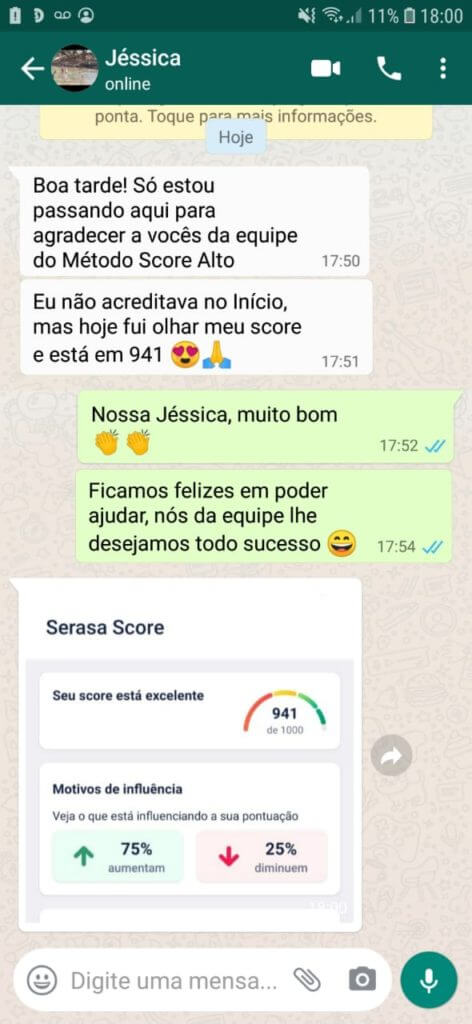 11% 18:00
Jéssica
online
ponta. Toque para mais informações.
Hoje
Boa tarde! Só estou
passando aqui para
agradecer a vocês da equipe
do Método Score Alto 17:50
Eu não acreditava no Início,
mas hoje fui olhar meu score
e está em 941 😍🙏 17:51
Nossa Jéssica, muito bom
👏 👏 17:52
Ficamos felizes em poder
ajudar, nós da equipe lhe
desejamos todo sucesso 😄 17:54
Serasa Score
Seu score está excelente
941
de 1000
Motivos de influência
Veja o que está influenciando a sua pontuação
75%
aumentam
25%
diminuem
18:00
Digite uma mensa...